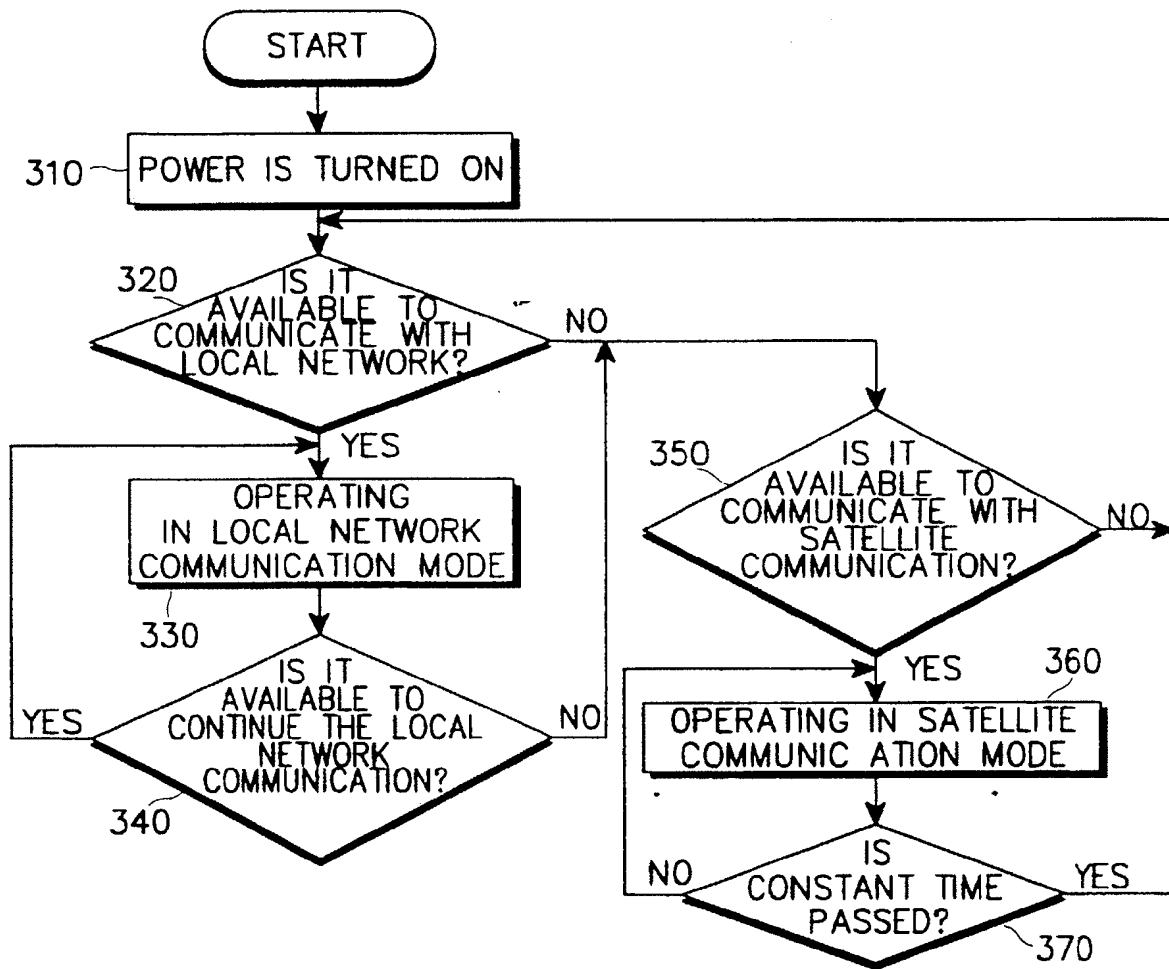 START
310
POWER IS TURNED ON
320
IS IT
AVAILABLE TO
COMMUNICATE WITH
LOCAL NETWORK?
NO
YES
OPERATING
IN LOCAL NETWORK
COMMUNICATION MODE
330
IS IT
AVAILABLE TO
CONTINUE THE LOCAL
NETWORK
COMMUNICATION?
YES
NO
340
350
IS IT
AVAILABLE TO
COMMUNICATE WITH
SATELLITE
COMMUNICATION?
NO
YES
360
OPERATING IN SATELLITE
COMMUNIC ATION MODE
IS
CONSTANT TIME
PASSED?
NO
YES
370